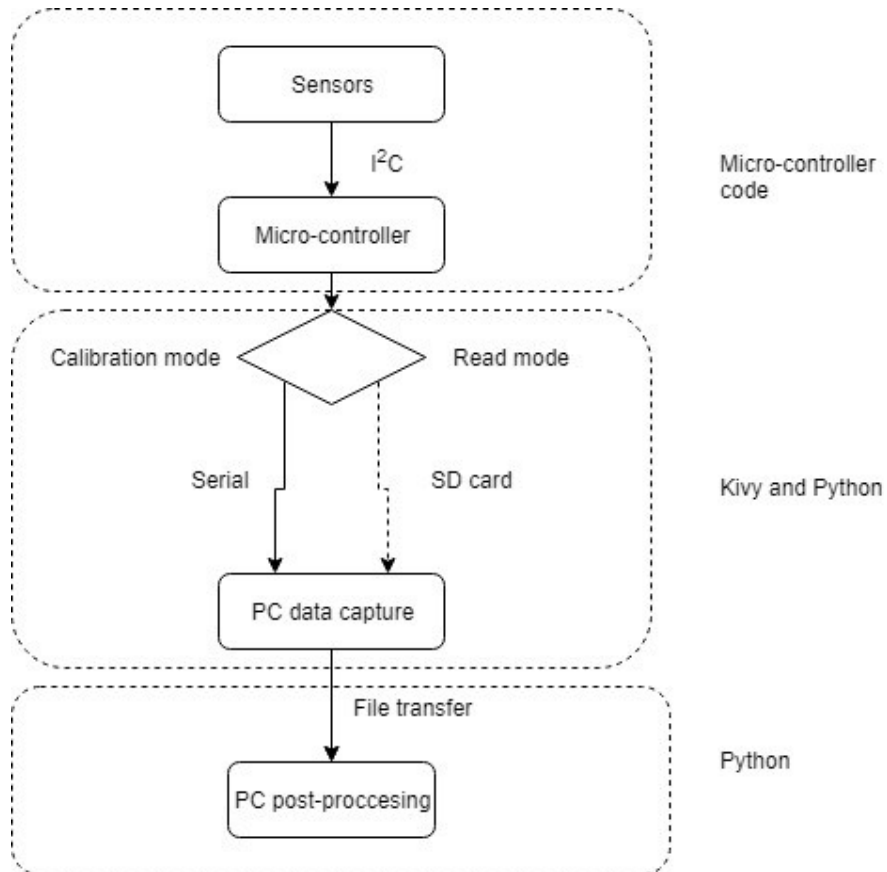 Sensors
I²C
Micro-controller
code
Micro-controller
Calibration mode
Read mode
Serial
SD card
Kivy and Python
PC data capture
File transfer
Python
PC post-proccesing